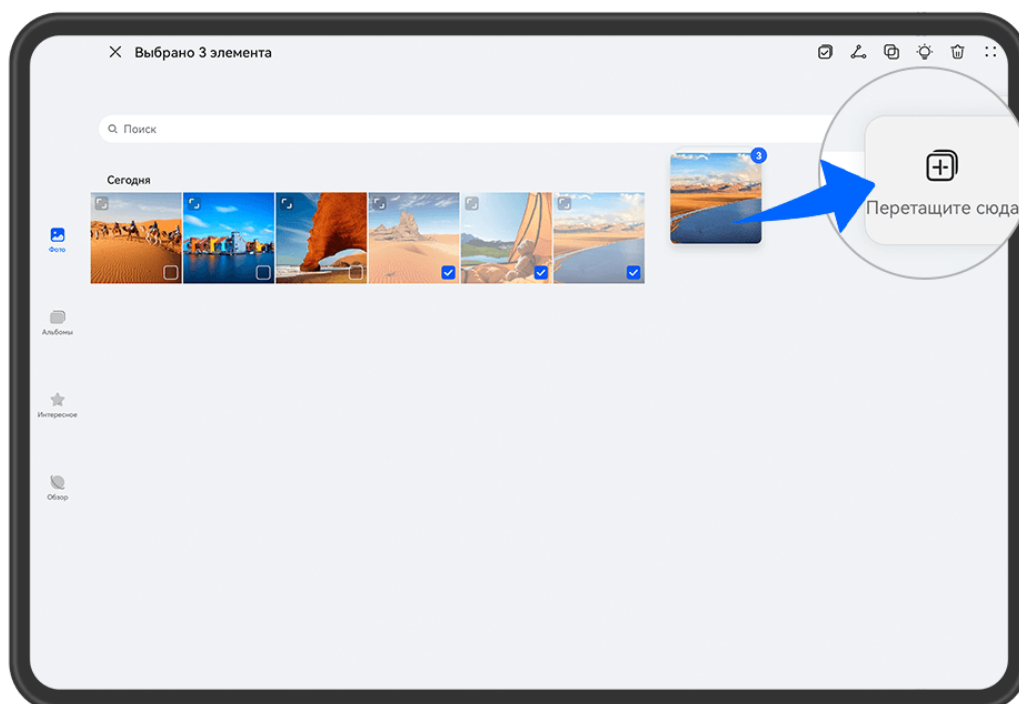 Выбрано 3 элемента
Поиск
3
Перетащите сюда
Сегодня
Фото
Альбомы
Интересное
Обзор